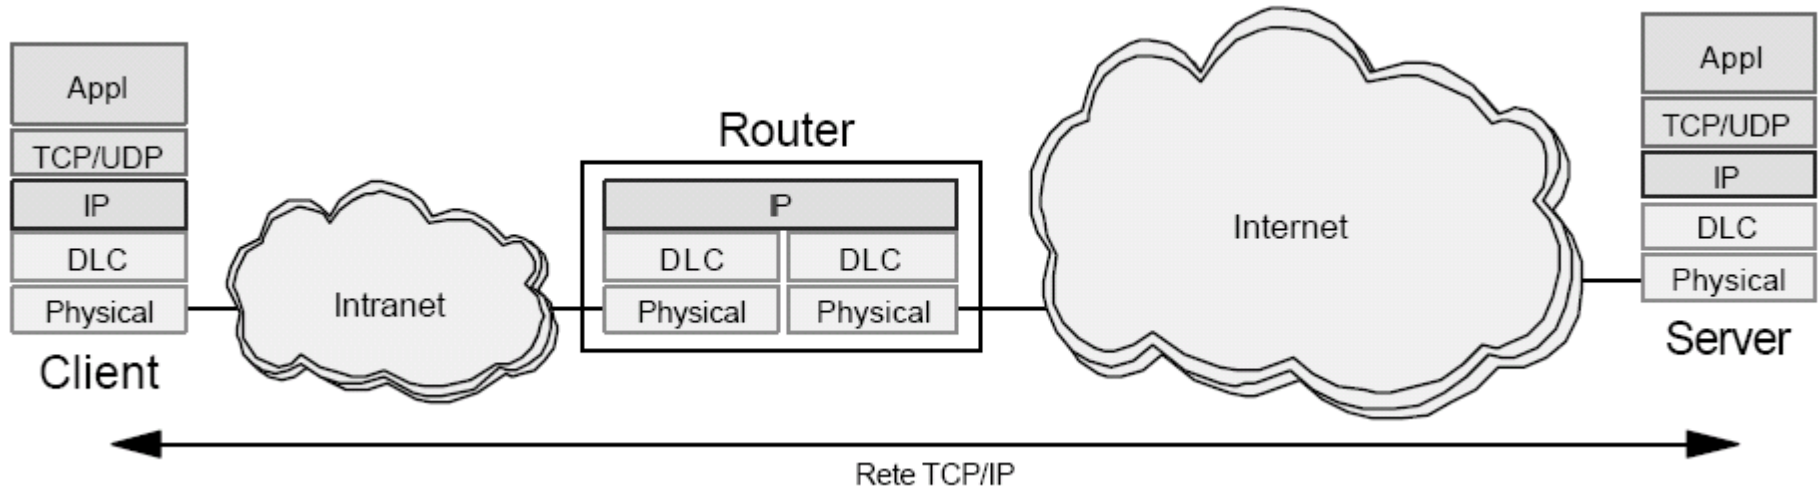 Appl
TCP/UDP
IP
DLC
Physical
Client
Intranet
Router
IP
DLC
DLC
Physical
Physical
Internet
Appl
TCP/UDP
IP
DLC
Physical
Server
Rete TCP/IP